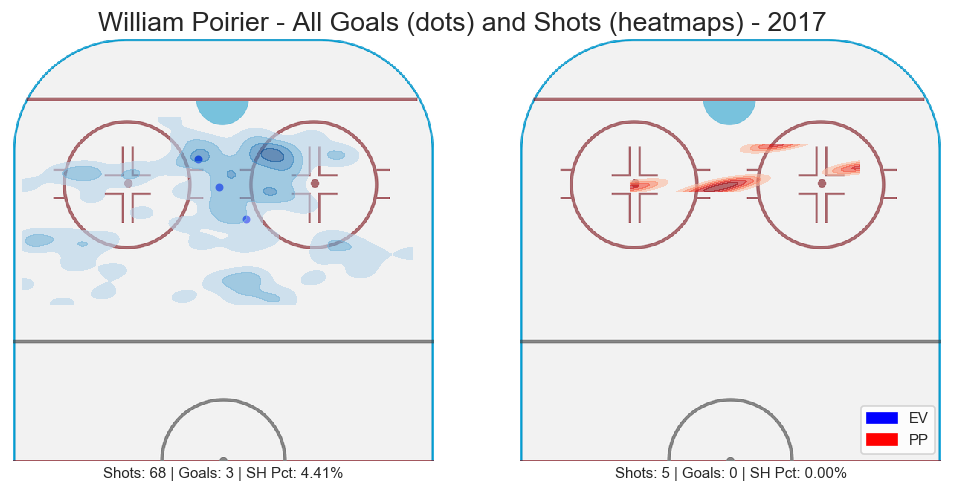 William Poirier - All Goals (dots) and Shots (heatmaps) - 2017
EV
PP
Shots: 68 | Goals: 3 | SH Pct: 4.41%
Shots: 5 | Goals: 0 | SH Pct: 0.00%